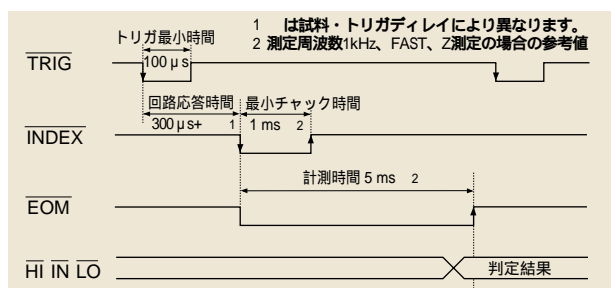 トリガ最小時間
1 は試料・トリガディレイにより異なります。
2 測定周波数1kHz、FAST、Z測定の場合の参考値
TRIG
100μs
回路応答時間
最小チャック時間
300μs+ 1
1 ms 2
INDEX
計測時間 5 ms 2
EOM
HI IN LO
判定結果